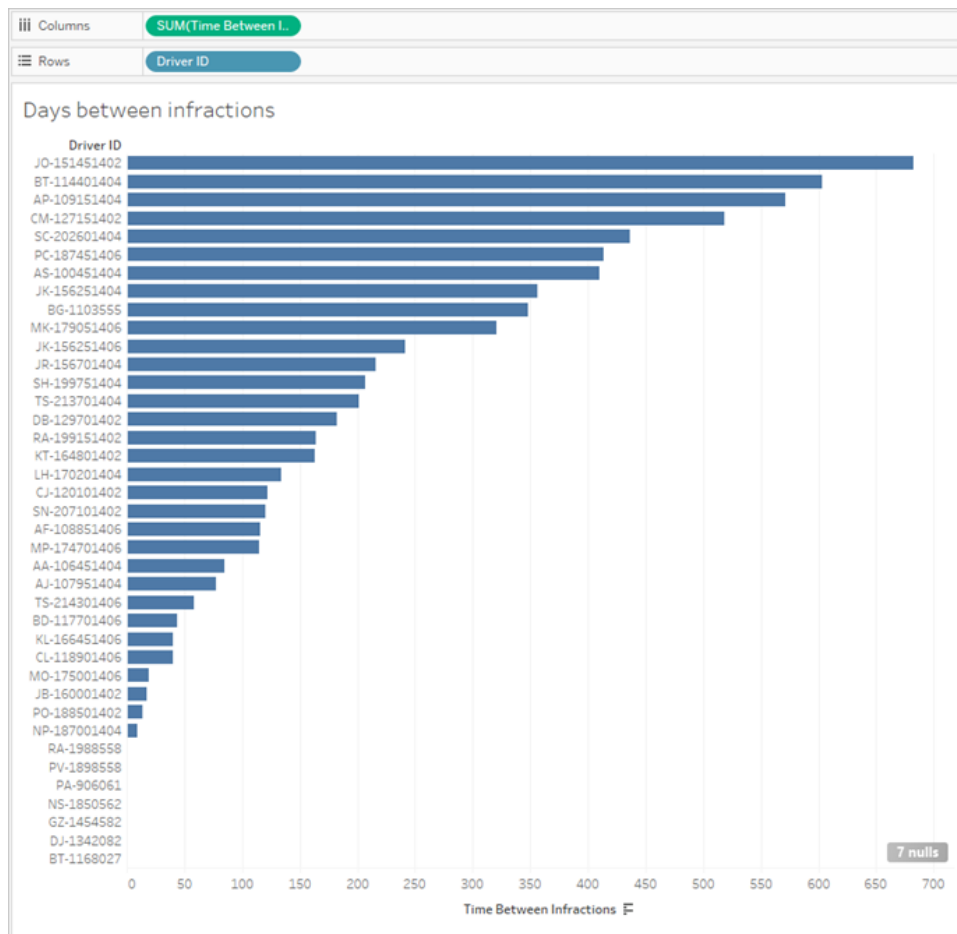 Columns SUM(Time Between I..
Rows Driver ID
Days between infractions
Driver ID
JO-151451402
BT-114401404
AP-109151404
CM-127151402
SC-202601404
PC-187451406
AS-100451404
JK-156251404
BG-1103555
MK-179051406
JK-156251406
JR-156701404
SH-199751404
TS-213701404
DB-129701402
RA-199151402
KT-164801402
LH-170201404
CJ-120101402
SN-207101402
AF-108851406
MP-174701406
AA-106451404
AJ-107951404
TS-214301406
BD-117701406
KL-166451406
CL-118901406
MO-175001406
JB-160001402
PO-188501402
NP-187001404
RA-1988558
PV-1898558
PA-906061
NS-1850562
GZ-1454582
DJ-1342082
BT-1168027
7 nulls
0 50 100 150 200 250 300 350 400 450 500 550 600 650 700
Time Between Infractions